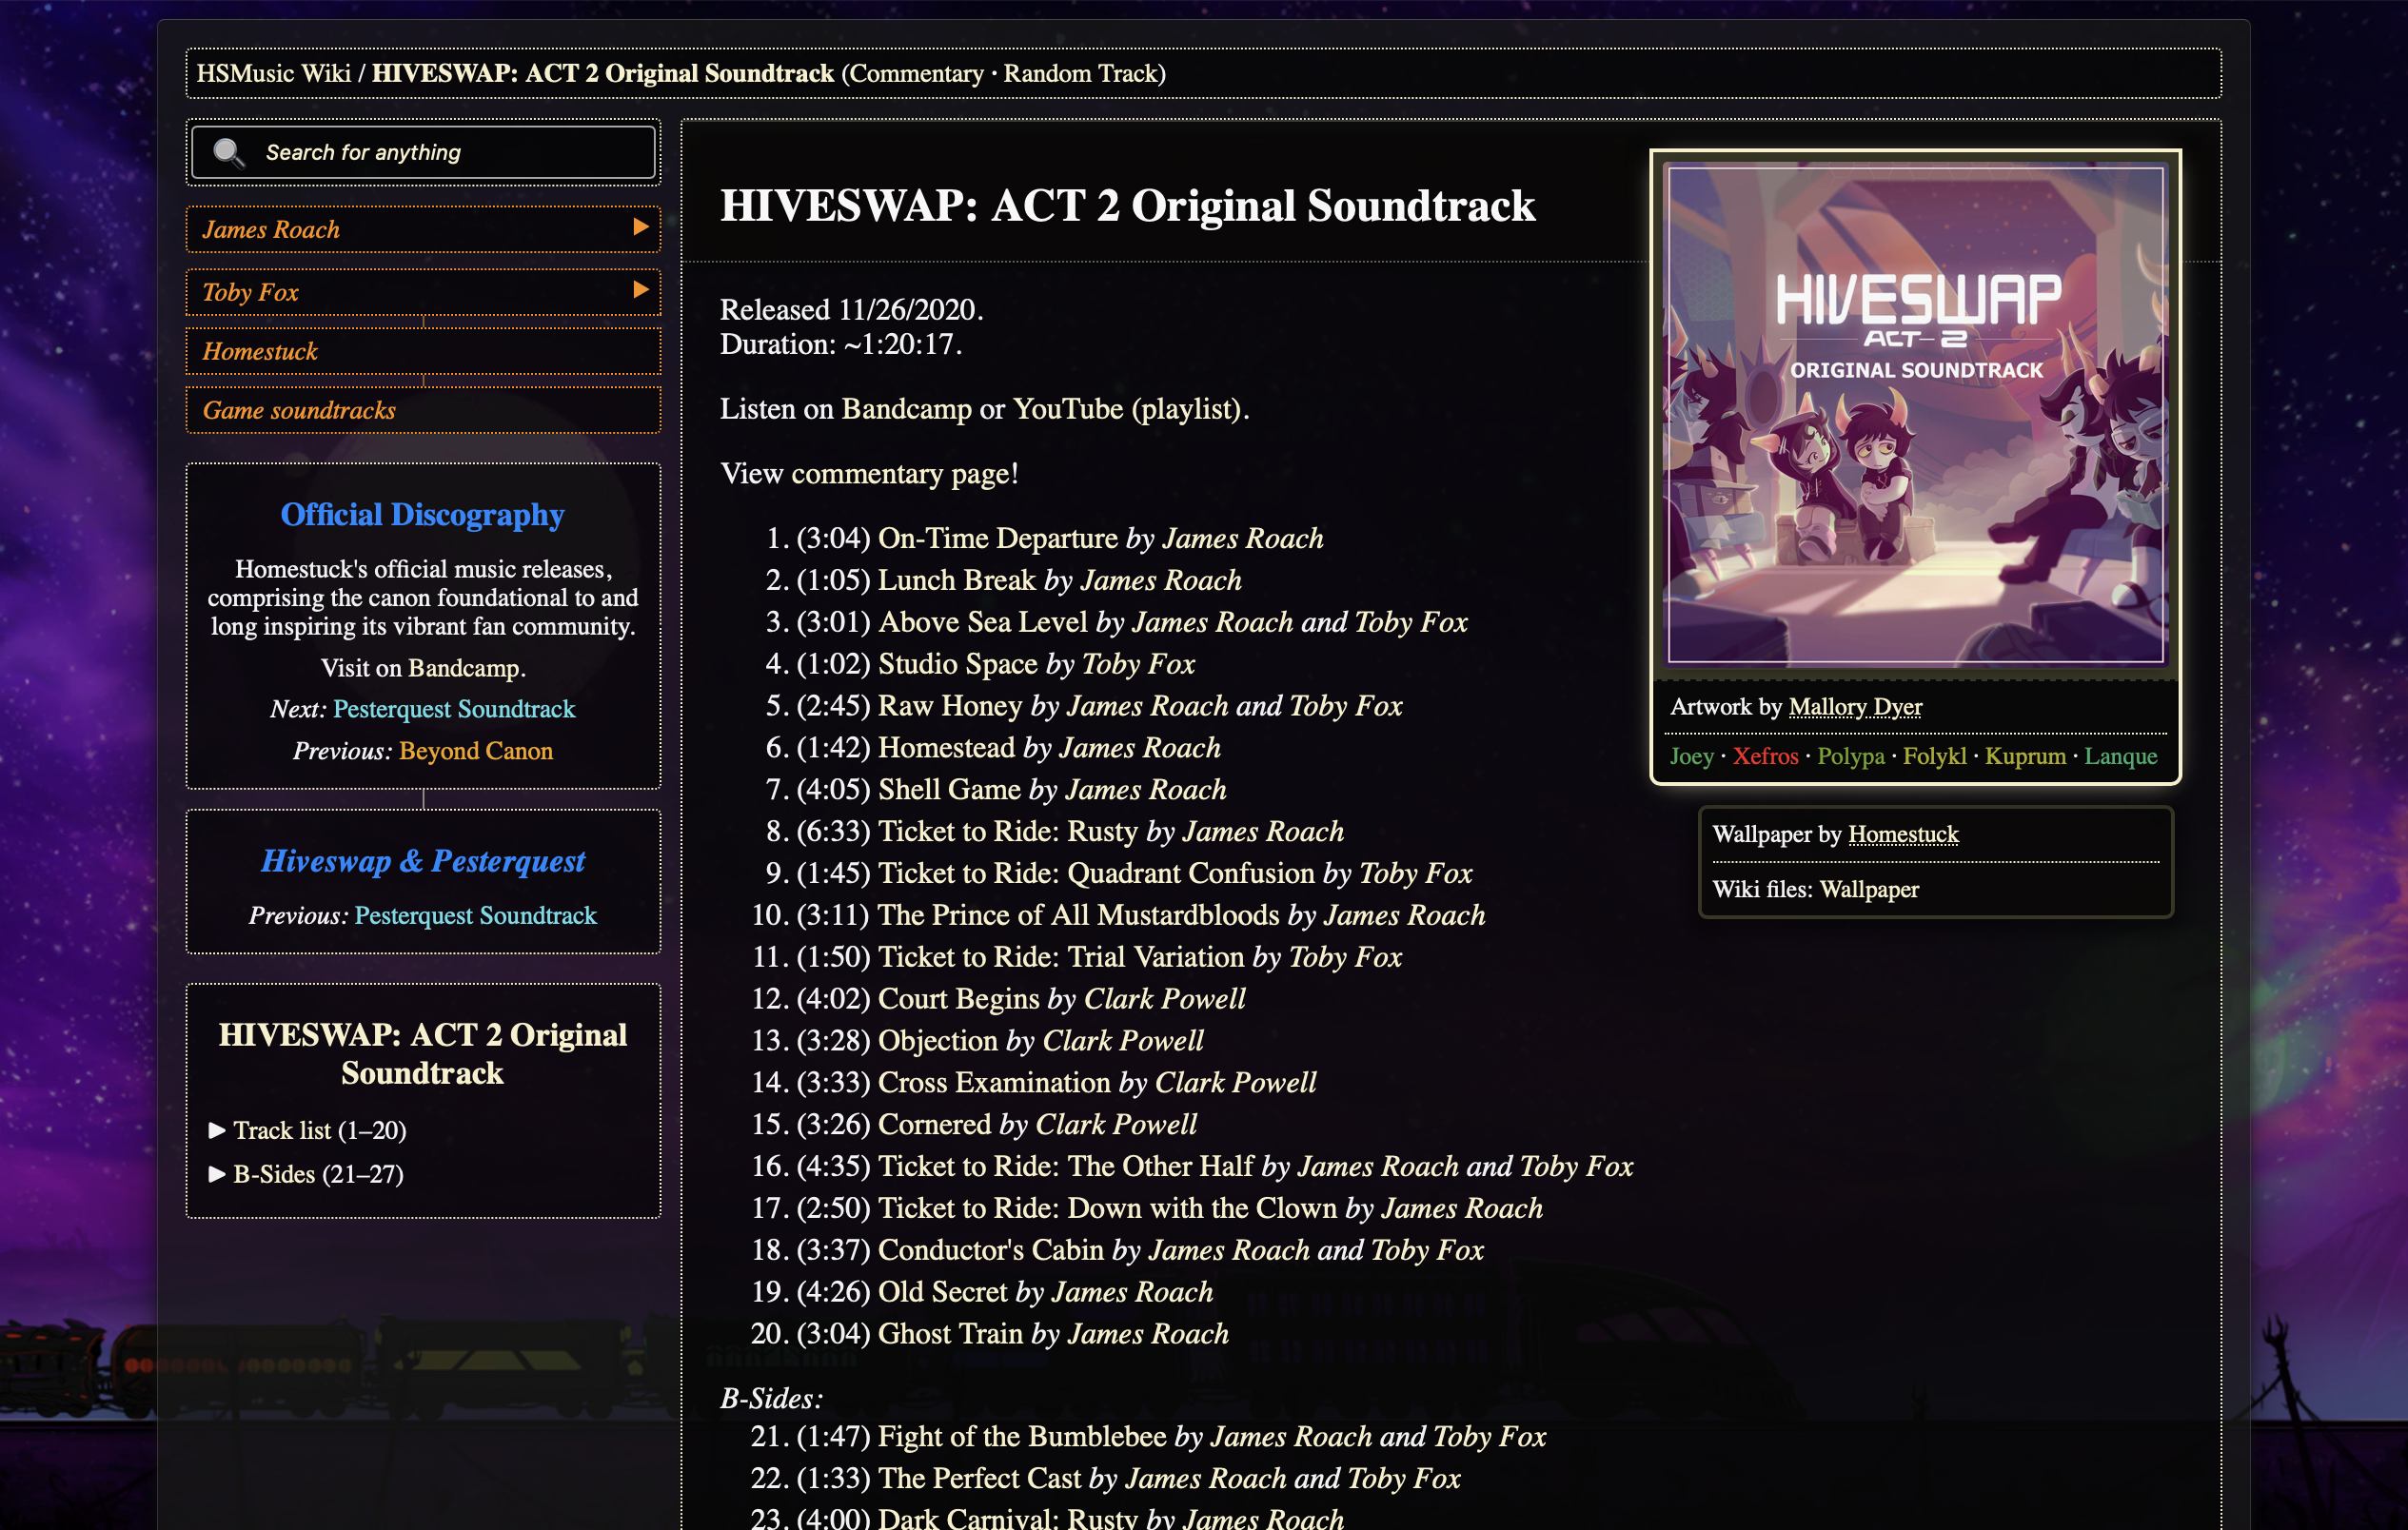 HSMusic Wiki / HIVESWAP: ACT 2 Original Soundtrack (Commentary · Random Track)
Search for anything
James Roach
Toby Fox
Homestuck
Game soundtracks
Official Discography
Homestuck's official music releases,
comprising the canon foundational to and
long inspiring its vibrant fan community.
Visit on Bandcamp.
Next: Pesterquest Soundtrack
Previous: Beyond Canon
Hiveswap & Pesterquest
Previous: Pesterquest Soundtrack
HIVESWAP: ACT 2 Original
Soundtrack
Track list (1–20)
B-Sides (21–27)
HIVESWAP: ACT 2 Original Soundtrack
Released 11/26/2020.
Duration: ~1:20:17.
Listen on Bandcamp or YouTube (playlist).
View commentary page!
1. (3:04) On-Time Departure by James Roach
2. (1:05) Lunch Break by James Roach
3. (3:01) Above Sea Level by James Roach and Toby Fox
4. (1:02) Studio Space by Toby Fox
5. (2:45) Raw Honey by James Roach and Toby Fox
6. (1:42) Homestead by James Roach
7. (4:05) Shell Game by James Roach
8. (6:33) Ticket to Ride: Rusty by James Roach
9. (1:45) Ticket to Ride: Quadrant Confusion by Toby Fox
10. (3:11) The Prince of All Mustardbloods by James Roach
11. (1:50) Ticket to Ride: Trial Variation by Toby Fox
12. (4:02) Court Begins by Clark Powell
13. (3:28) Objection by Clark Powell
14. (3:33) Cross Examination by Clark Powell
15. (3:26) Cornered by Clark Powell
16. (4:35) Ticket to Ride: The Other Half by James Roach and Toby Fox
17. (2:50) Ticket to Ride: Down with the Clown by James Roach
18. (3:37) Conductor's Cabin by James Roach and Toby Fox
19. (4:26) Old Secret by James Roach
20. (3:04) Ghost Train by James Roach
B-Sides:
21. (1:47) Fight of the Bumblebee by James Roach and Toby Fox
22. (1:33) The Perfect Cast by James Roach and Toby Fox
23. (4:00) Dark Carnival: Rusty by James Roach
HIVESWAP
ACT 2
ORIGINAL SOUNDTRACK
Artwork by Mallory Dyer
Joey · Xefros · Polypa · Folykl · Kuprum · Lanque
Wallpaper by Homestuck
Wiki files: Wallpaper